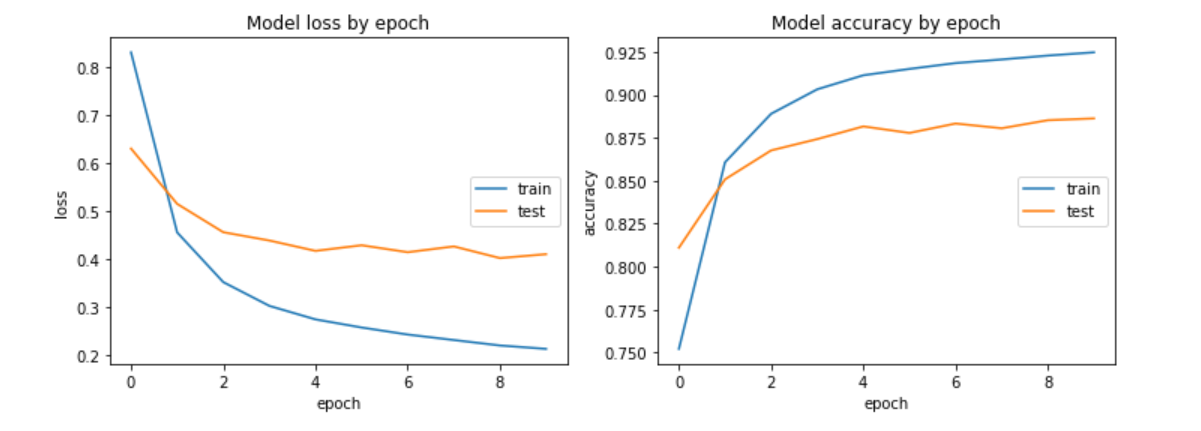 Model loss by epoch
0.8
0.7
0.6
0.5
0.4
0.3
0.2
loss
train
test
0 2 4 6 8
epoch
Model accuracy by epoch
0.925
0.900
0.875
0.850
0.825
0.800
0.775
0.750
accuracy
train
test
0 2 4 6 8
epoch